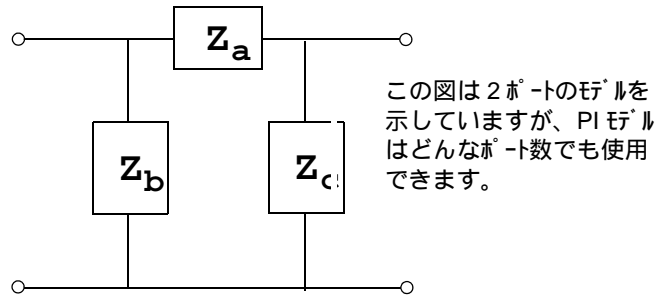 Za
この図は２ﾎﾟｰﾄのﾓﾃﾞﾙを
示していますが、PI ﾓﾃﾞﾙ
はどんなﾎﾟｰﾄ数でも使用
Zb
Zc
できます。